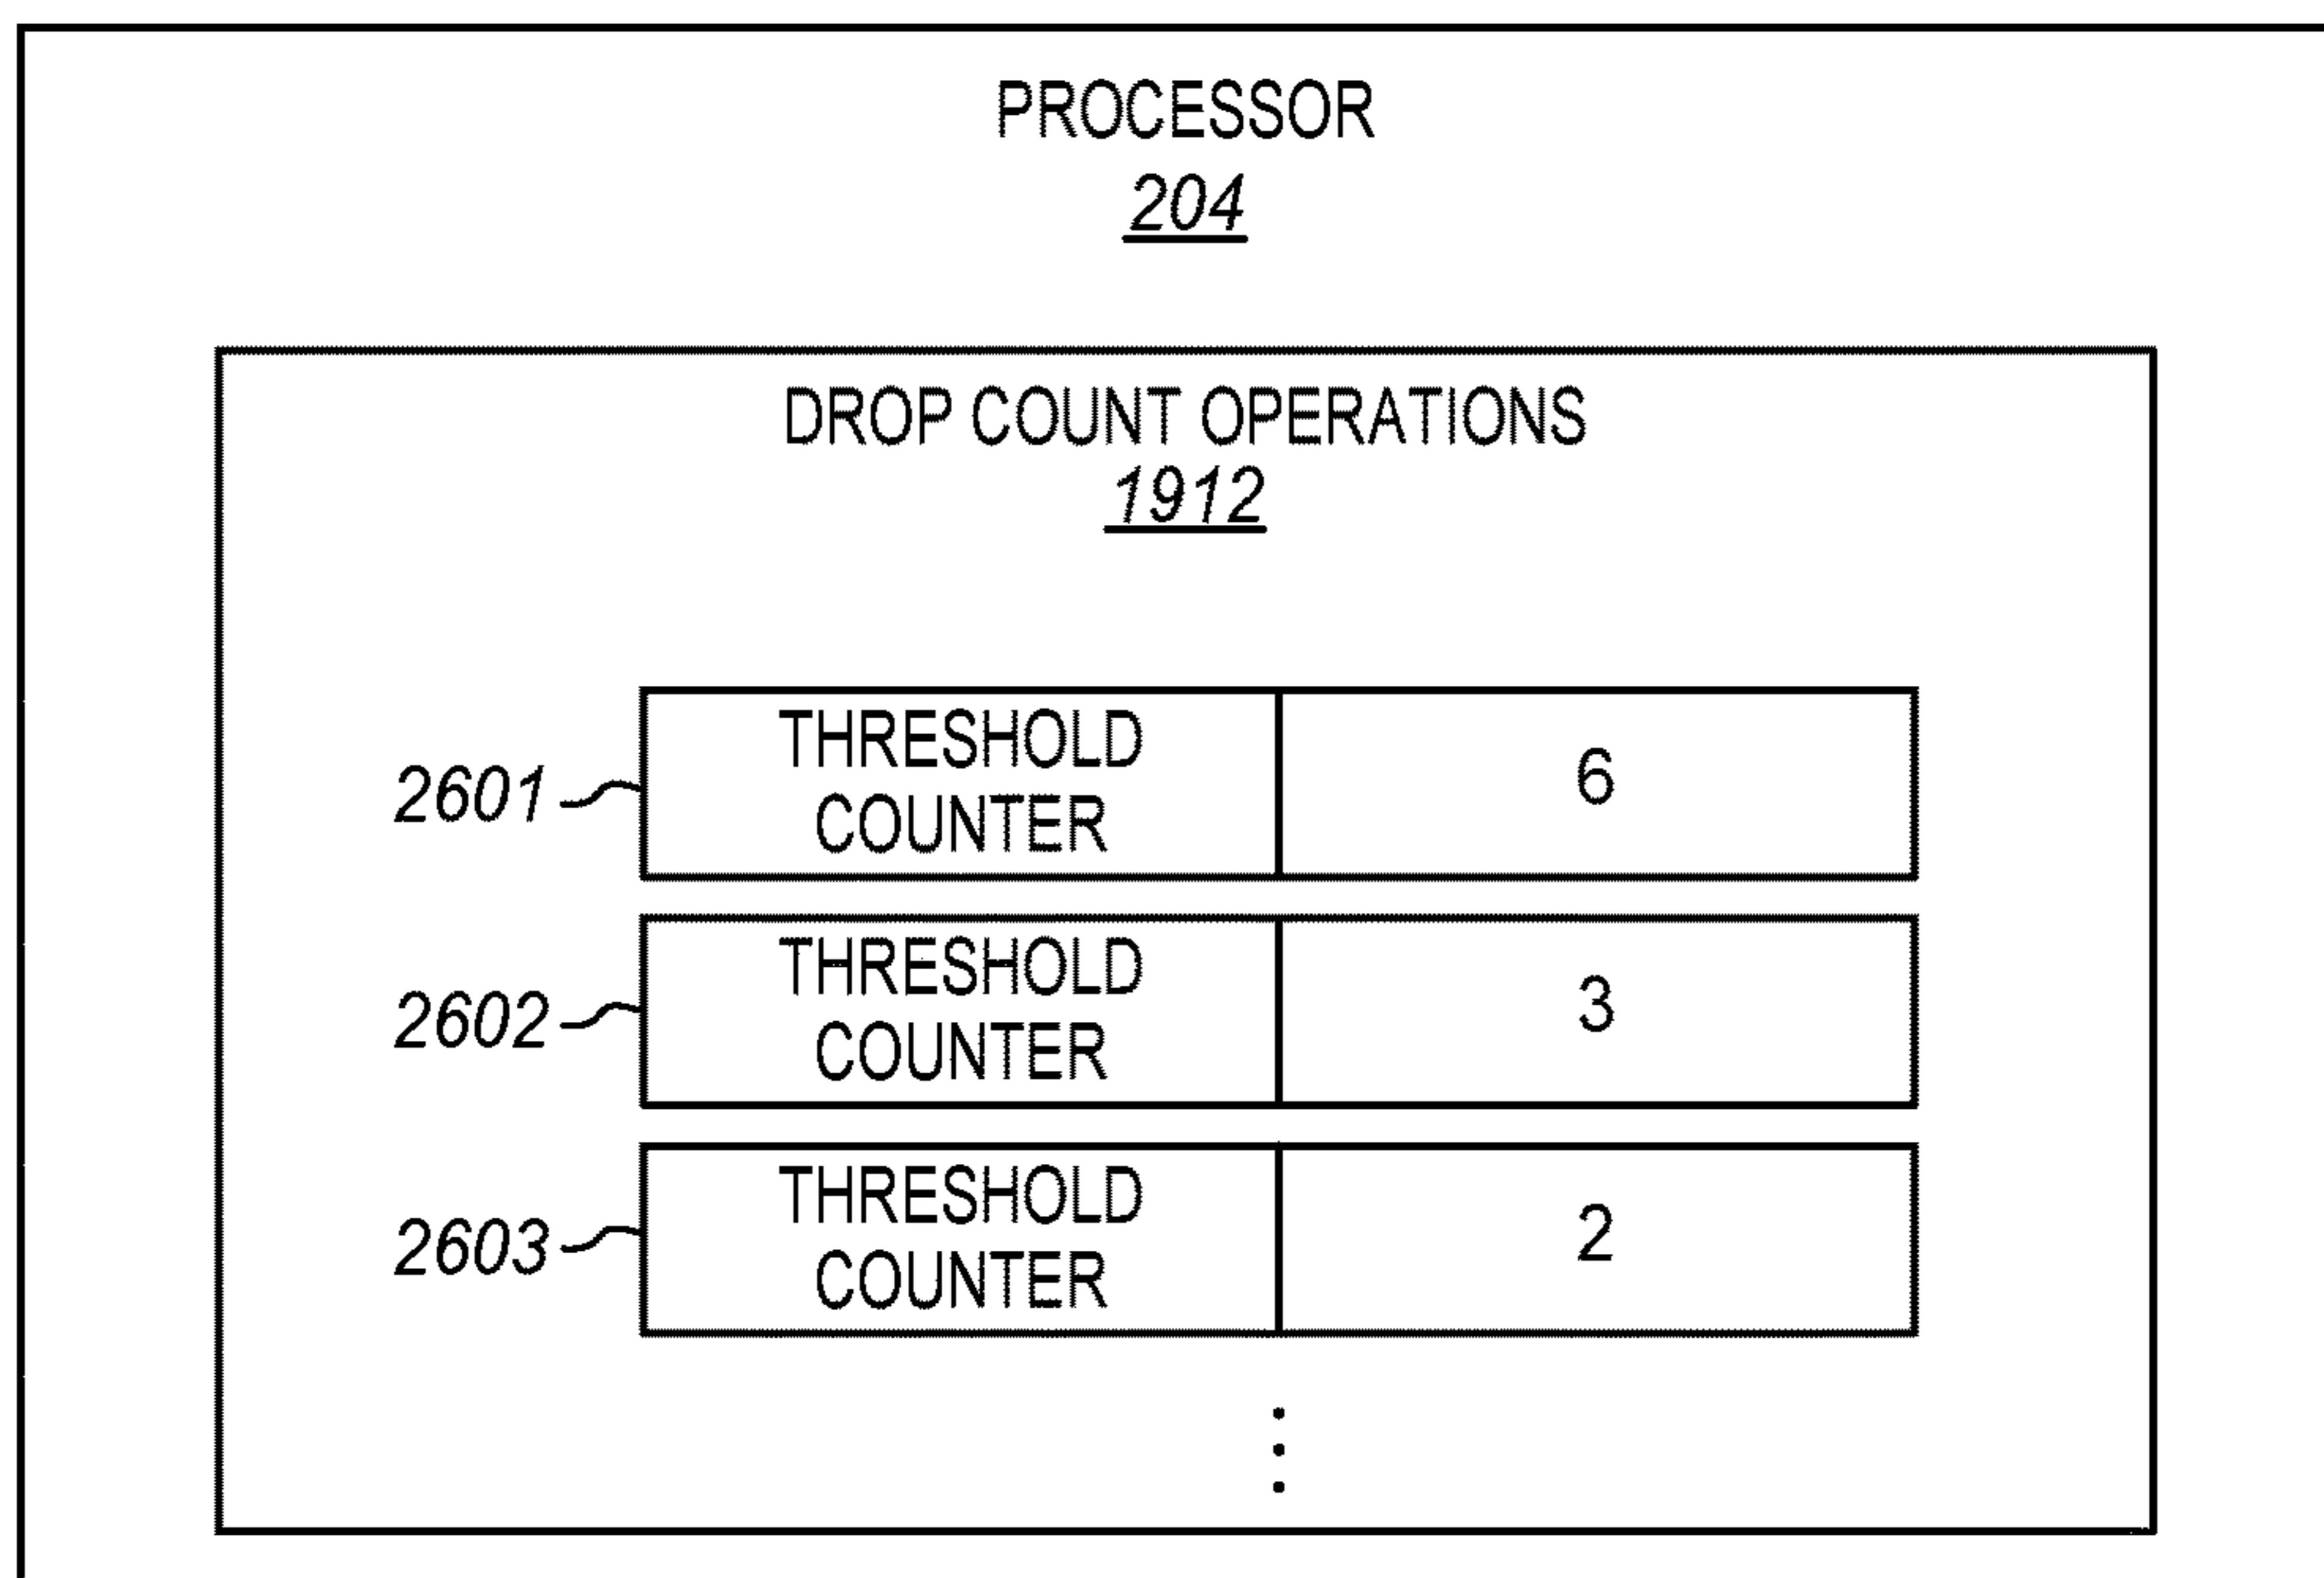 PROCESSOR
204
DROP COUNT OPERATIONS
1912
2601
THRESHOLD
COUNTER
6
2602
THRESHOLD
COUNTER
3
2603
THRESHOLD
COUNTER
2